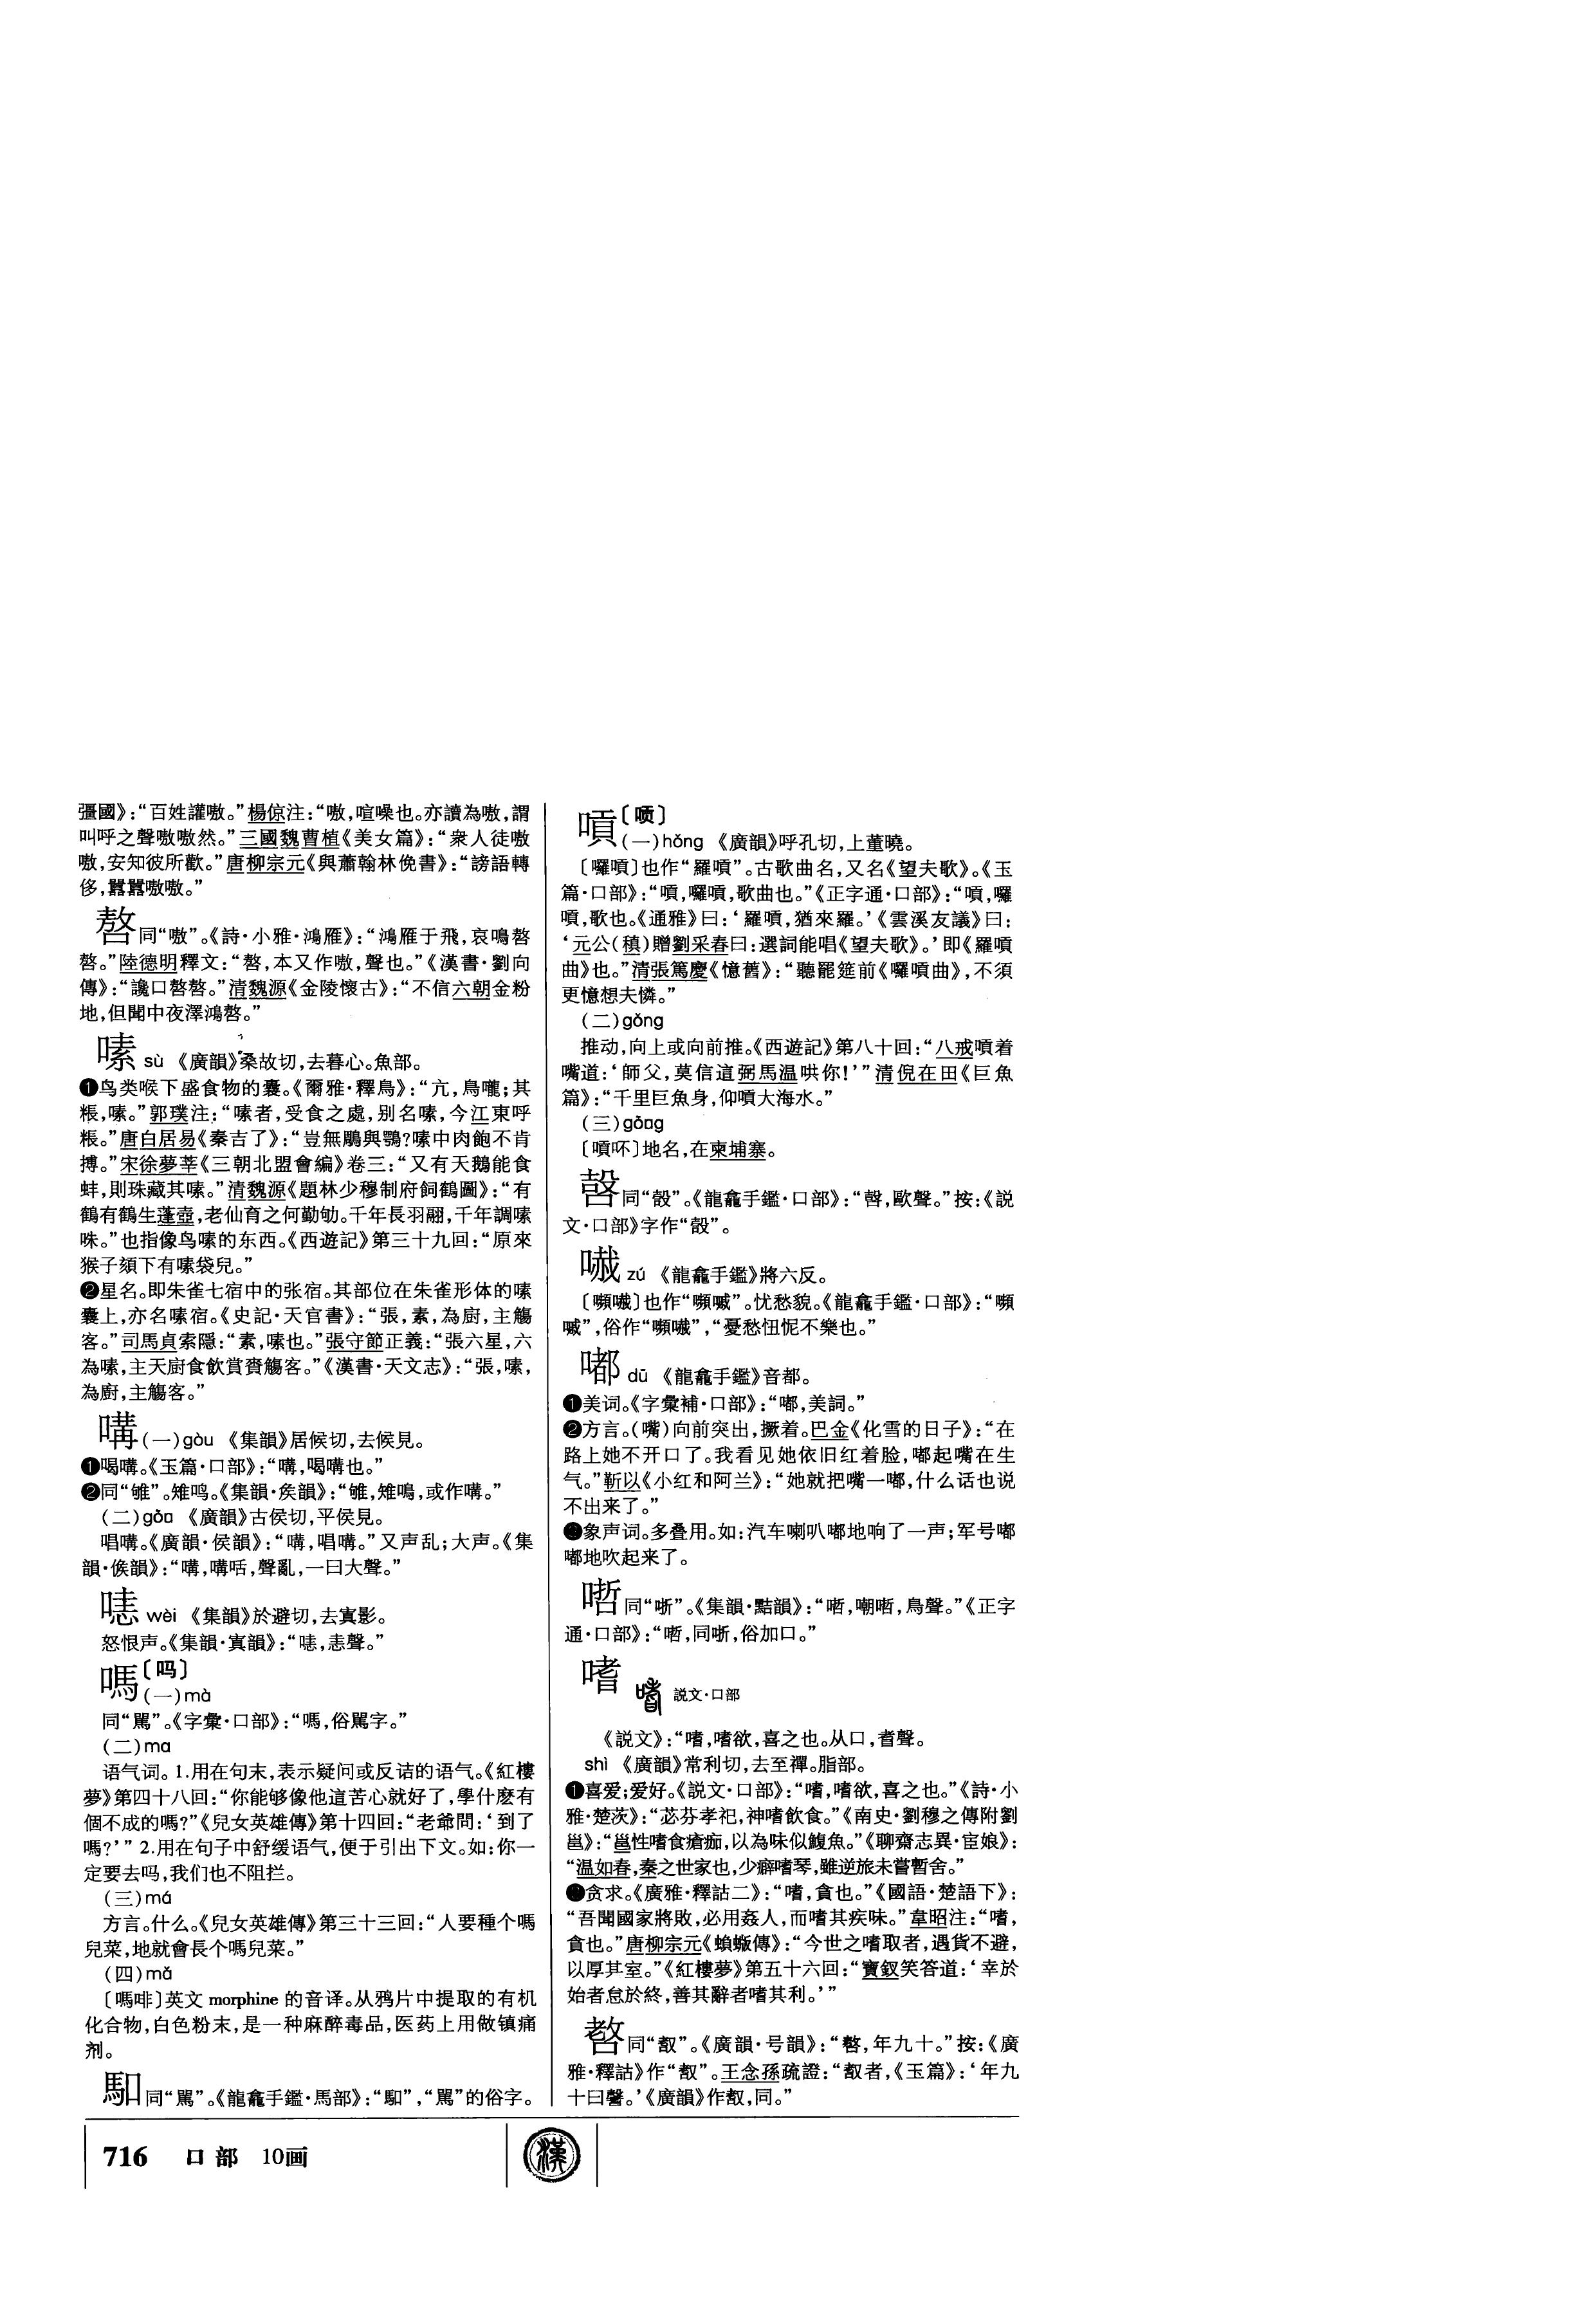 彊國》：“百姓讙嗷。”楊倞注：“嗷，喧噪也。亦讀為嗷，謂
叫呼之聲嗷嗷然。”三國魏曹植《美女篇》：“衆人徒嗷
嗷，安知彼所歡。”唐柳宗元《與蕭翰林俛書》：“謗語轉
侈，囂囂嗷嗷。”
嗸同“嗷”。《詩·小雅·鴻雁》：“鴻雁于飛，哀鳴嗸
嗸。”陸德明釋文：“嗸，本又作嗷，聲也。”《漢書·劉向
傳》：“讒口嗸嗸。”清魏源《金陵懷古》：“不信六朝金粉
地，但聞中夜澤鴻嗸。”
嗉 sù 《廣韻》桑故切，去暮心。魚部。
❶鸟类喉下盛食物的囊。《爾雅·釋鳥》：“亢，鳥嚨；其
粻，嗉。”郭璞注：“嗉者，受食之處，别名嗉，今江東呼
粻。”唐白居易《秦吉了》：“豈無鵰與鶚？嗉中肉飽不肯
搏。”宋徐夢莘《三朝北盟會編》卷三：“又有天鵝能食
蚌，則珠藏其嗉。”清魏源《題林少穆制府飼鶴圖》：“有
鶴有鶴生蓬壺，老仙育之何勤劬。千年長羽翮，千年調嗉
咮。”也指像鸟嗉的东西。《西遊記》第三十九回：“原來
猴子頦下有嗉袋兒。”
❷星名。即朱雀七宿中的张宿。其部位在朱雀形体的嗉
囊上，亦名嗉宿。《史記·天官書》：“張，素，為厨，主觴
客。”司馬貞索隱：“素，嗉也。”張守節正義：“張六星，六
為嗉，主天厨食飲賞賚觴客。”《漢書·天文志》：“張，嗉，
為廚，主觴客。”
嗕(一)gòu 《集韻》居候切，去候見。
❶喝𠹝。《玉篇·口部》：“𠹝，喝𠹝也。”
❷同“雊”。雉鸣。《集韻·矦韻》：“雊，雉鳴，或作𠹝。”
(二)gōu 《廣韻》古侯切，平侯見。
唱𠹝。《廣韻·侯韻》：“𠹝，唱𠹝。”又声乱；大声。《集
韻·矦韻》：“𠹝，𠹝𠯑，聲亂，一曰大聲。”
wèi 《集韻》於避切，去寘影。
怒恨声。《集韻·寘韻》：“，恚聲。”
嗎〔吗〕
(一)mà
同“駡”。《字彙·口部》：“嗎，俗駡字。”
(二)ma
语气词。1.用在句末，表示疑问或反诘的语气。《紅樓
夢》第四十八回：“你能够像他這苦心就好了，學什麽有
個不成的嗎？”《兒女英雄傳》第十四回：“老爺問：‘到了
嗎？’”2.用在句子中舒缓语气，便于引出下文。如：你一
定要去吗，我们也不阻拦。
(三)má
方言。什么。《兒女英雄傳》第三十三回：“人要種个嗎
兒菜，地就會長个嗎兒菜。”
(四)mǎ
〔嗎啡〕英文 morphine 的音译。从鸦片中提取的有机
化合物，白色粉末，是一种麻醉毒品，医药上用做镇痛
剂。
同“駡”。《龍龕手鑑·馬部》：“”，“駡”的俗字。
嗊〔唝〕
(一)hǒng 《廣韻》呼孔切，上董曉。
〔囉嗊〕也作“羅嗊”。古歌曲名，又名《望夫歌》。《玉
篇·口部》：“嗊，囉嗊，歌曲也。”《正字通·口部》：“嗊，囉
嗊，歌也。《通雅》曰：‘羅嗊，猶來羅。’《雲溪友議》曰：
‘元公（稹）贈劉采春曰：選詞能唱《望夫歌》。’即《羅嗊
曲》也。”清張篤慶《憶舊》：“聽罷筵前《囉嗊曲》，不須
更憶想夫憐。”
(二)gǒng
推动，向上或向前推。《西遊記》第八十回：“八戒嗊着
嘴道：‘師父，莫信這弼馬温哄你！’”清倪在田《巨魚
篇》：“千里巨魚身，仰嗊大海水。”
(三)gòng
〔嗊吥〕地名，在柬埔寨。
同“嗀”。《龍龕手鑑·口部》：“，歐聲。”按：《説
文·口部》字作“嗀”。
zú 《龍龕手鑑》將六反。
〔〕也作“”。忧愁貌。《龍龕手鑑·口部》：“
”，俗作“”，“憂愁忸怩不樂也。”
嘟 dū 《龍龕手鑑》音都。
❶美词。《字彙補·口部》：“嘟，美詞。”
❷方言。（嘴）向前突出，撅着。巴金《化雪的日子》：“在
路上她不开口了。我看见她依旧红着脸，嘟起嘴在生
气。”靳以《小红和阿兰》：“她就把嘴一嘟，什么话也说
不出来了。”
❸象声词。多叠用。如：汽车喇叭嘟地响了一声；军号嘟
嘟地吹起来了。
同“哳”。《集韻·黠韻》：“，嘲，鳥聲。”《正字
通·口部》：“，同哳，俗加口。”
嗜 説文·口部
《説文》：“嗜，嗜欲，喜之也。从口，耆聲。
shì 《廣韻》常利切，去至禪。脂部。
❶喜爱；爱好。《説文·口部》：“嗜，嗜欲，喜之也。”《詩·小
雅·楚茨》：“苾芬孝祀，神嗜飲食。”《南史·劉穆之傳附劉
邕》：“邕性嗜食瘡痂，以為味似鰒魚。”《聊齋志異·宦娘》：
“温如春，秦之世家也，少癖嗜琴，雖逆旅未嘗暫舍。”
❷贪求。《廣雅·釋詁二》：“嗜，貪也。”《國語·楚語下》：
“吾聞國家將敗，必用姦人，而嗜其疾味。”韋昭注：“嗜，
貪也。”唐柳宗元《蝜蝂傳》：“今世之嗜取者，遇貨不避，
以厚其室。”《紅樓夢》第五十六回：“寶釵笑答道：‘幸於
始者怠於終，善其辭者嗜其利。’”
同“”。《廣韻·号韻》：“，年九十。”按：《廣
雅·釋詁》作“”。王念孫疏證：“者，《玉篇》：‘年九
十曰。’《廣韻》作，同。”
716 口部 10画
漢